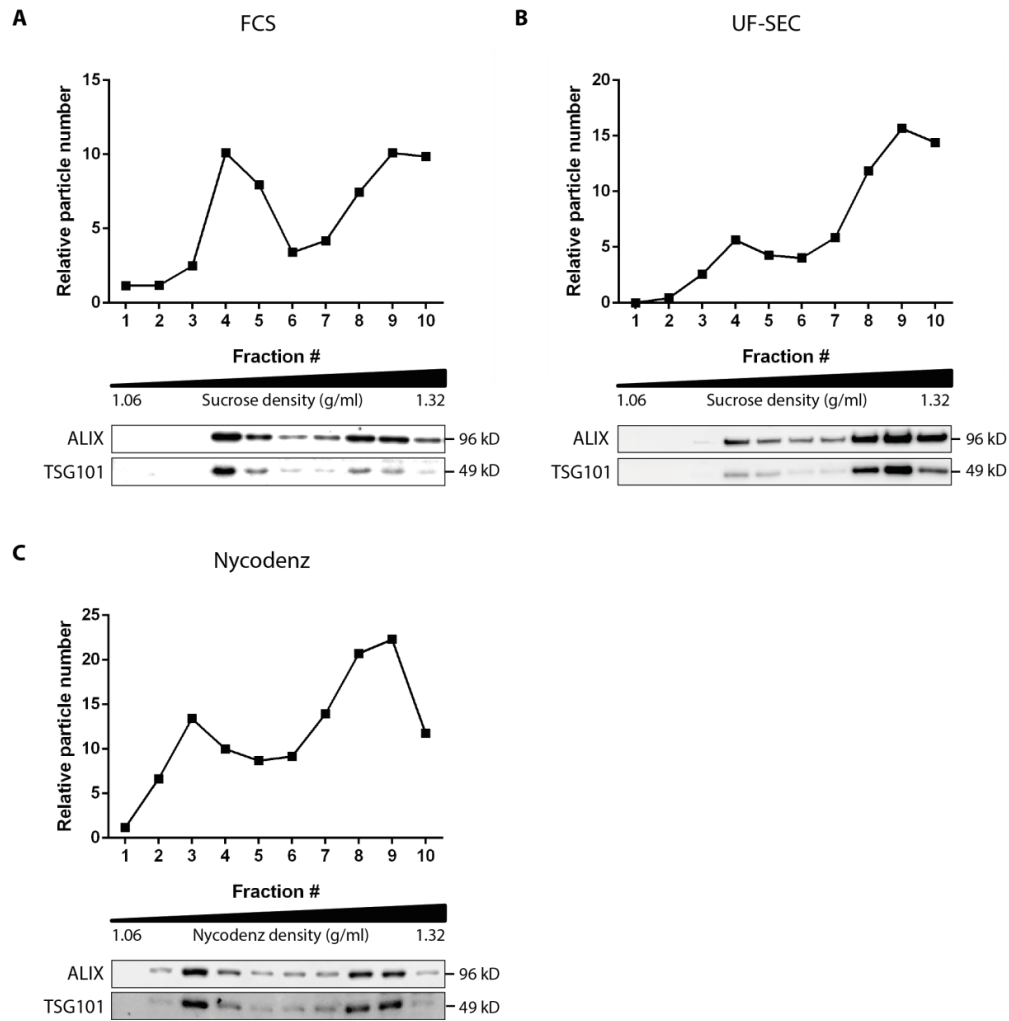 A
FCS
Relative particle number
15
10
5
0
1 2 3 4 5 6 7 8 9 10
Fraction #
1.06 Sucrose density (g/ml) 1.32
ALIX 96 kD
TSG101 49 kD
B
UF-SEC
Relative particle number
20
15
10
5
0
1 2 3 4 5 6 7 8 9 10
Fraction #
1.06 Sucrose density (g/ml) 1.32
ALIX 96 kD
TSG101 49 kD
C
Nycodenz
Relative particle number
25
20
15
10
5
0
1 2 3 4 5 6 7 8 9 10
Fraction #
1.06 Nycodenz density (g/ml) 1.32
ALIX 96 kD
TSG101 49 kD